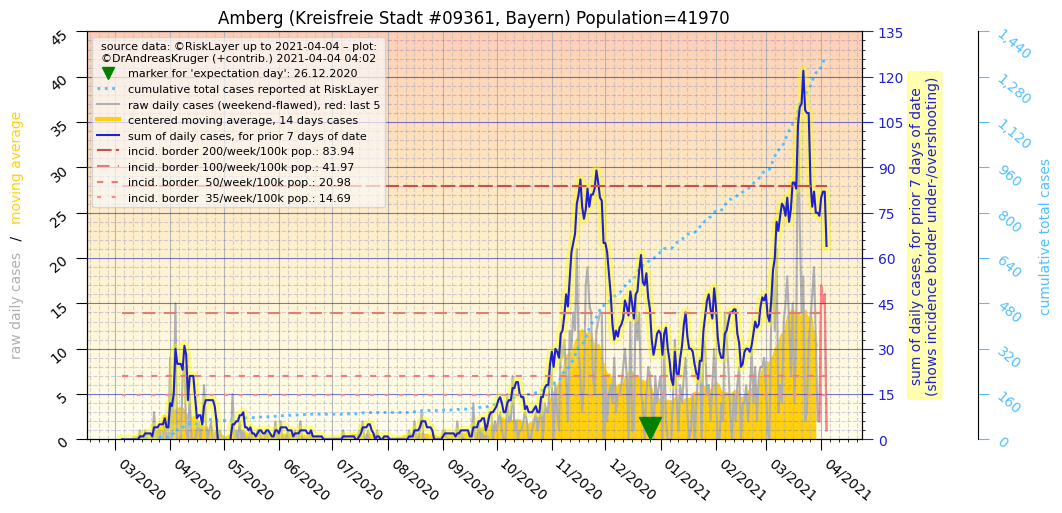 Amberg (Kreisfreie Stadt #09361, Bayern) Population=41970
source data: ©RiskLayer up to 2021-04-04 – plot:
©DrAndreasKruger (+contrib.) 2021-04-04 04:02
marker for 'expectation day': 26.12.2020
cumulative total cases reported at RiskLayer
raw daily cases (weekend-flawed), red: last 5
centered moving average, 14 days cases
sum of daily cases, for prior 7 days of date
incid. border 200/week/100k pop.: 83.94
incid. border 100/week/100k pop.: 41.97
incid. border  50/week/100k pop.: 20.98
incid. border  35/week/100k pop.: 14.69
raw daily cases / moving average
45
40
35
30
25
20
15
10
5
0
03/2020
04/2020
05/2020
06/2020
07/2020
08/2020
09/2020
10/2020
11/2020
12/2020
01/2021
02/2021
03/2021
04/2021
135
120
105
90
75
60
45
30
15
0
sum of daily cases, for prior 7 days of date
(shows incidence border under-/overshooting)
1,440
1,280
1,120
960
800
640
480
320
160
0
cumulative total cases